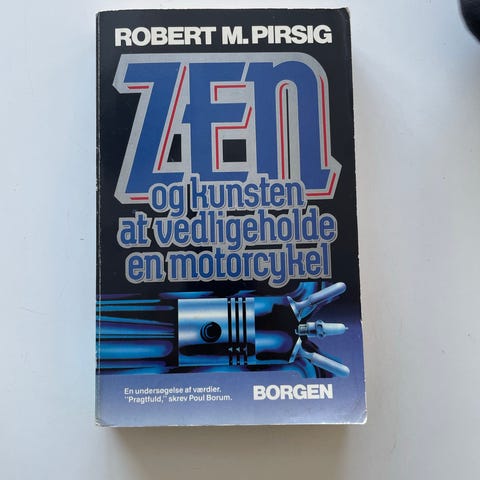 ROBERT M. PIRSIG
ZEN
og kunsten
at vedligeholde
en motorcykel
En undersøgelse af værdier.
"Pragtfuld," skrev Poul Borum.
BORGEN